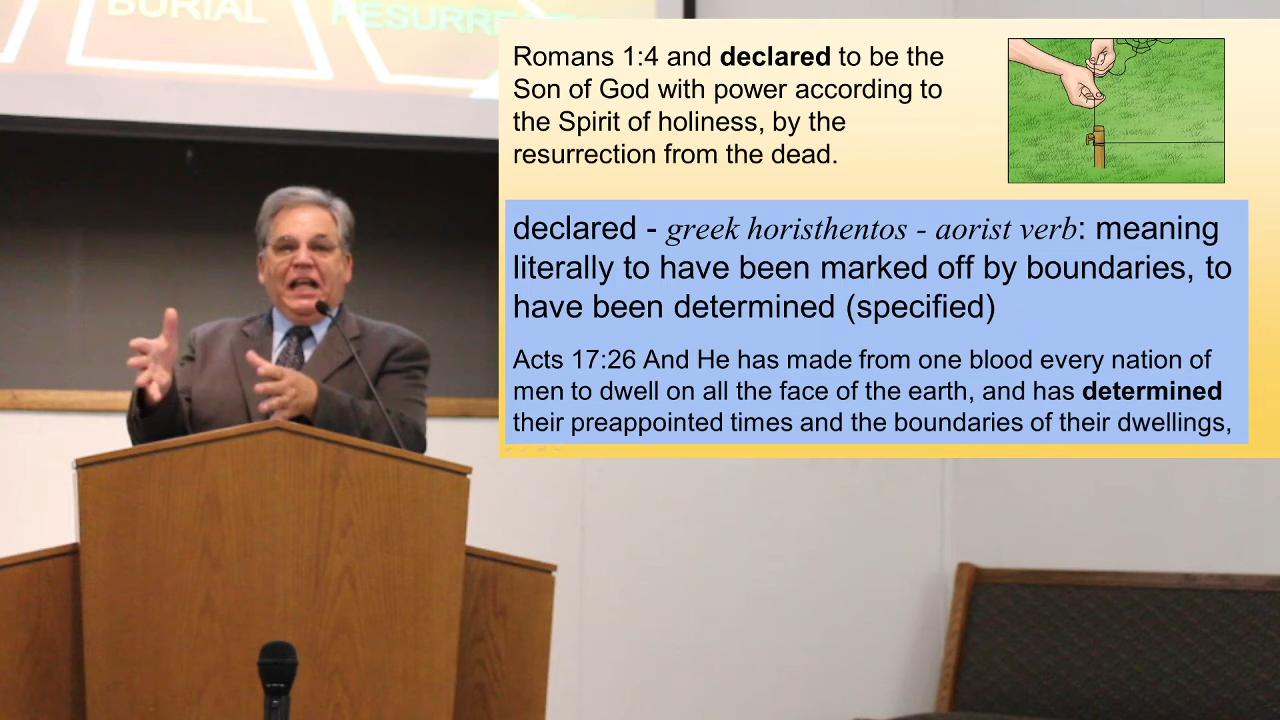 BURIAL
Romans 1:4 and declared to be the
Son of God with power according to
the Spirit of holiness, by the
resurrection from the dead.
declared - greek horisthentos - aorist verb: meaning
literally to have been marked off by boundaries, to
have been determined (specified)
Acts 17:26 And He has made from one blood every nation of
men to dwell on all the face of the earth, and has determined
their preappointed times and the boundaries of their dwellings,